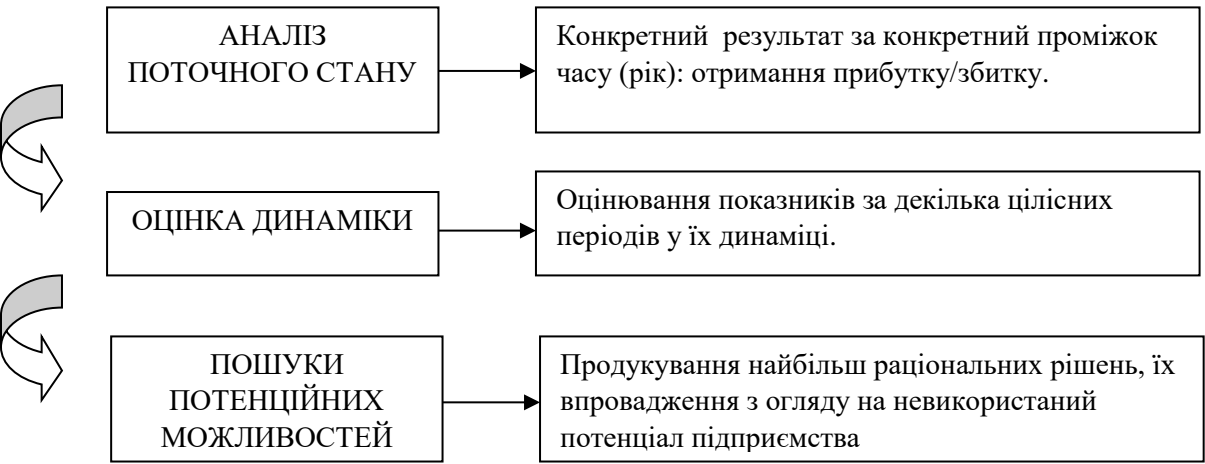 АНАЛІЗ
ПОТОЧНОГО СТАНУ
Конкретний результат за конкретний проміжок
часу (рік): отримання прибутку/збитку.
ОЦІНКА ДИНАМІКИ
Оцінювання показників за декілька цілісних
періодів у їх динаміці.
ПОШУКИ
ПОТЕНЦІЙНИХ
МОЖЛИВОСТЕЙ
Продукування найбільш раціональних рішень, їх
впровадження з огляду на невикористаний
потенціал підприємства